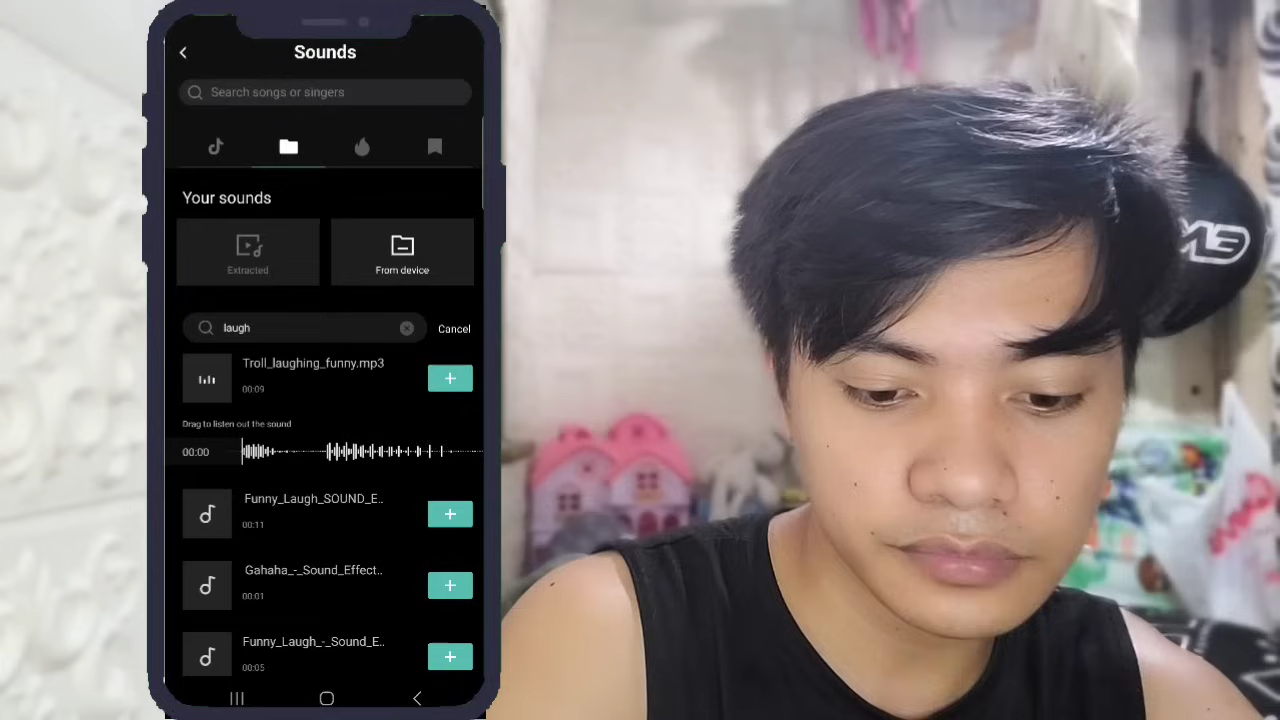 Sounds
Search songs or singers
Your sounds
Extracted
From device
laugh
Cancel
Troll_laughing_funny.mp3
00:09
Drag to listen out the sound
00:00
Funny_Laugh_SOUND_E..
00:11
Gahaha_-_Sound_Effect..
00:01
Funny_Laugh_-_Sound_E..
00:05